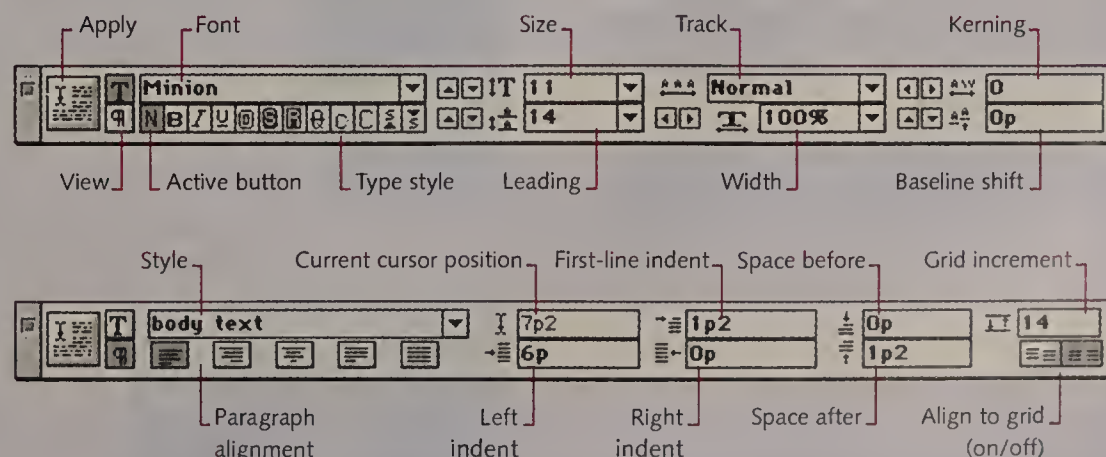 Apply Font Size Track Kerning
T Minion T 11 Normal 0
¶ N B I U O S R C C S S 14 T 100% 0p
View Active button Type style Leading Width Baseline shift
Style Current cursor position First-line indent Space before Grid increment
T body text 7p2 1p2 0p 14
¶ 6p 0p 1p2
Paragraph Left Right Space after Align to grid
alignment indent indent (on/off)